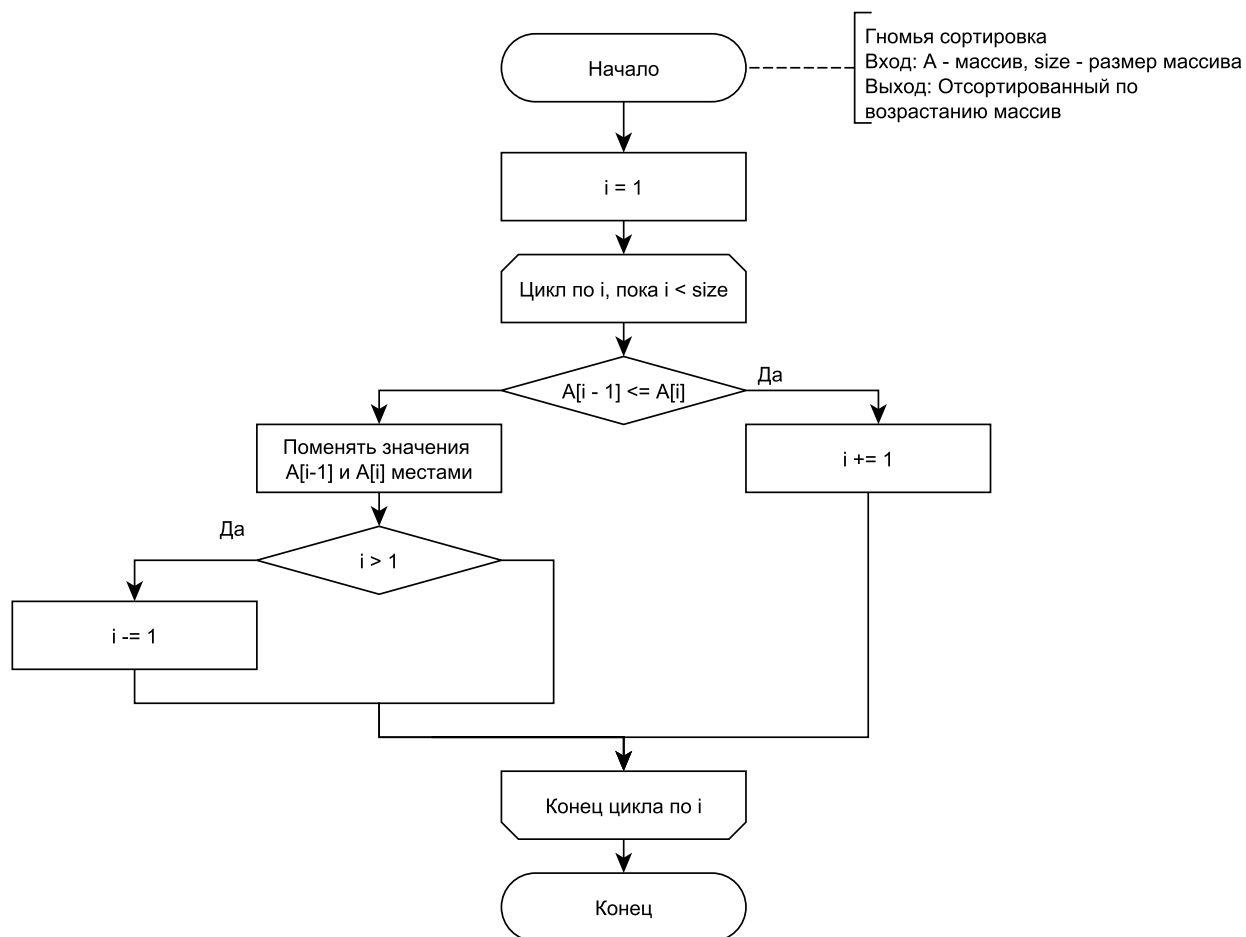 Начало
Гномья сортировка
Вход: А - массив, size - размер массива
Выход: Отсортированный по
возрастанию массив
i = 1
Цикл по i, пока i < size
A[i - 1] <= A[i]
Да
Поменять значения
A[i-1] и A[i] местами
i += 1
Да
i > 1
i -= 1
Конец цикла по i
Конец